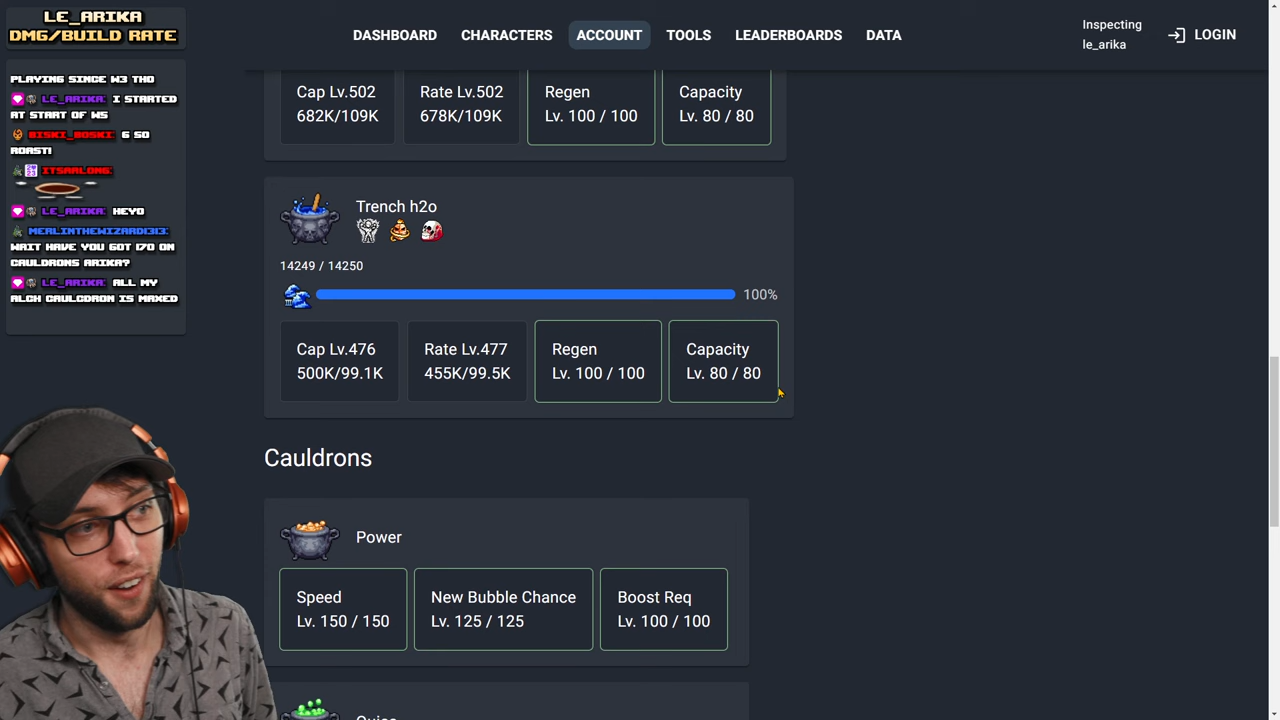 LE_ARIKA
DMG/BUILD RATE
PLAYING SINCE W3 THO
LE_ARIKA: I STARTED
AT START OF W5
BISKI_BOSKI: 6 SO
ROAST!
ITSARLONG:
LE_ARIKA: HEYO
MERLINTHEWIZARD1313:
WAIT HAVE YOU GOT 170 ON
CAULDRONS ARIKA?
LE_ARIKA: ALL MY
ALCH CAULCDRON IS MAXED
DASHBOARD CHARACTERS ACCOUNT TOOLS LEADERBOARDS DATA
Inspecting
le_arika
LOGIN
Cap Lv.502
682K/109K
Rate Lv.502
678K/109K
Regen
Lv. 100 / 100
Capacity
Lv. 80 / 80
Trench h2o
14249 / 14250
100%
Cap Lv.476
500K/99.1K
Rate Lv.477
455K/99.5K
Regen
Lv. 100 / 100
Capacity
Lv. 80 / 80
Cauldrons
Power
Speed
Lv. 150 / 150
New Bubble Chance
Lv. 125 / 125
Boost Req
Lv. 100 / 100